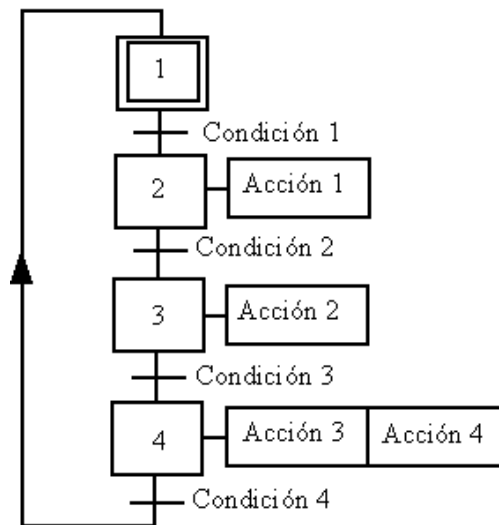 1
Condición 1
2 Acción 1
Condición 2
3 Acción 2
Condición 3
4 Acción 3 Acción 4
Condición 4